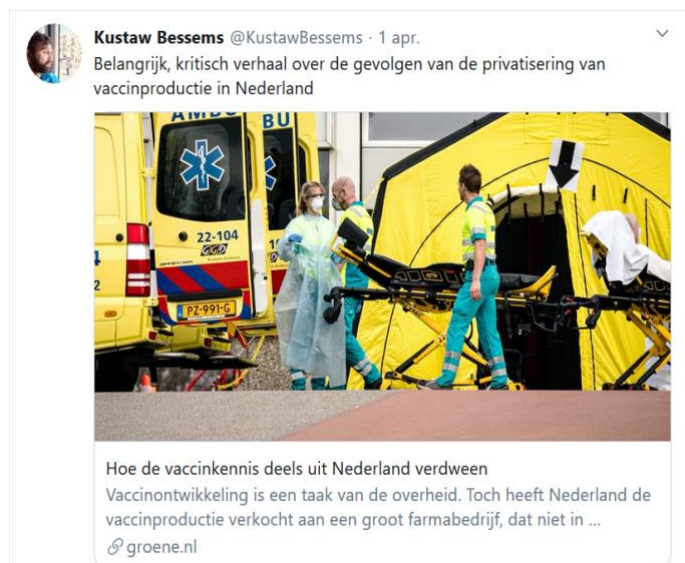 Kustaw Bessems @KustawBessems · 1 apr.
Belangrijk, kritisch verhaal over de gevolgen van de privatisering van
vaccinproductie in Nederland
AMBU
BU
22-104
GGD
PZ-991-G
2
Hoe de vaccinkennis deels uit Nederland verdween
Vaccinontwikkeling is een taak van de overheid. Toch heeft Nederland de
vaccinproductie verkocht aan een groot farmabedrijf, dat niet in ...
groene.nl